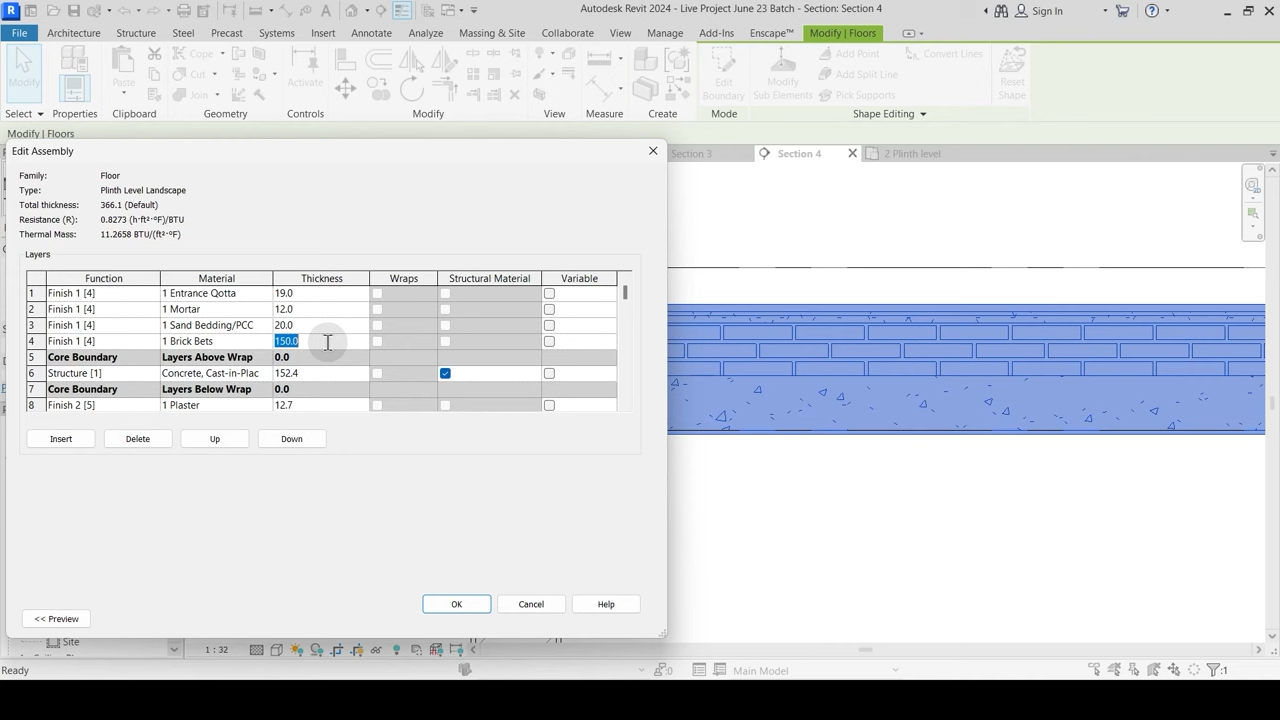 Autodesk Revit 2024 - Live Project June 23 Batch - Section: Section 4
Sign In
File Architecture Structure Steel Precast Systems Insert Annotate Analyze Massing & Site Collaborate View Manage Add-Ins Enscape™ Modify | Floors
Cope
Cut
Join
Modify
Paste
Activate
Edit
Boundary
Modify
Sub Elements
Add Point
Add Split Line
Pick Supports
Convert Lines
Reset
Shape
Select Properties Clipboard Geometry Controls Modify View Measure Create Mode Shape Editing
Modify | Floors
Edit Assembly
Section 3
Section 4
2 Plinth level
Family: Floor
Type: Plinth Level Landscape
Total thickness: 366.1 (Default)
Resistance (R): 0.8273 (h·ft²·ºF)/BTU
Thermal Mass: 11.2658 BTU/(ft²·ºF)
Layers
Function Material Thickness Wraps Structural Material Variable
1 Finish 1 [4] 1 Entrance Qotta 19.0
2 Finish 1 [4] 1 Mortar 12.0
3 Finish 1 [4] 1 Sand Bedding/PCC 20.0
4 Finish 1 [4] 1 Brick Bets 150.0
5 Core Boundary Layers Above Wrap 0.0
6 Structure [1] Concrete, Cast-in-Plac 152.4
7 Core Boundary Layers Below Wrap 0.0
8 Finish 2 [5] 1 Plaster 12.7
Insert Delete Up Down
OK Cancel Help
<< Preview
Site
1 : 32
Ready
:0
Main Model
:1